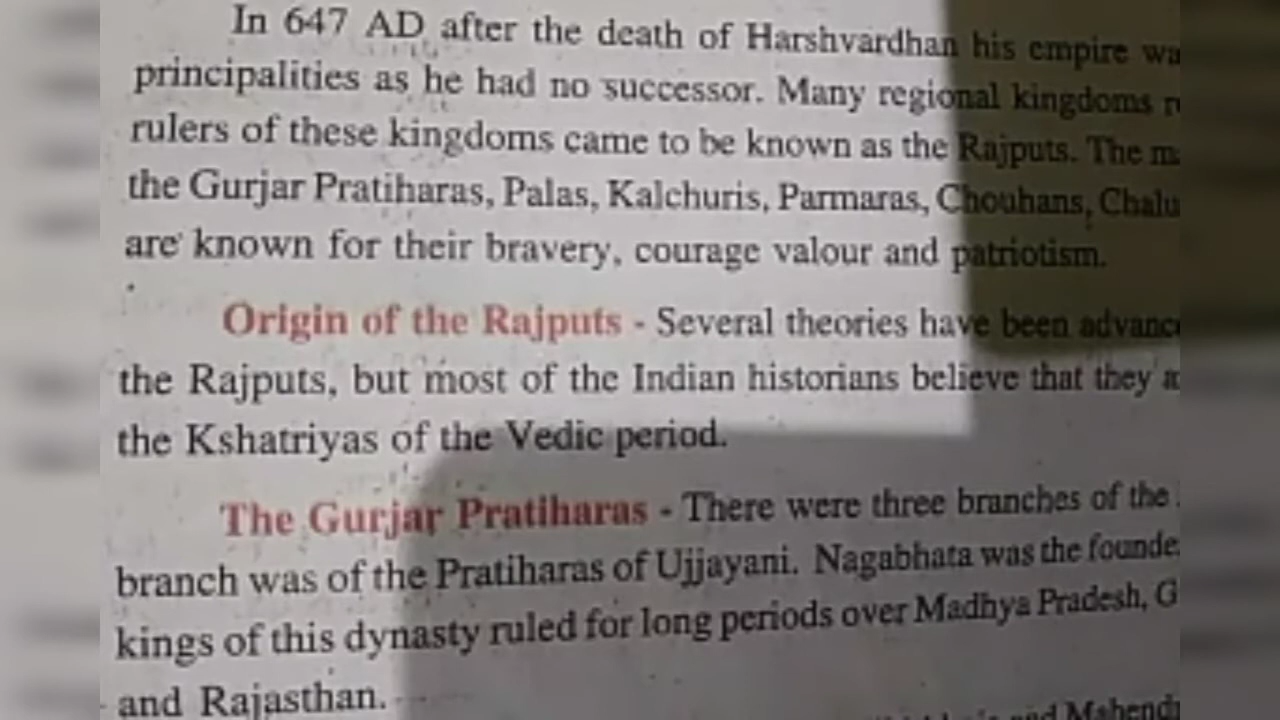 In 647 AD after the death of Harshvardhan his empire
principalities as he had no successor. Many regional kingdoms
rulers of these kingdoms came to be known as the Rajputs. The
the Gurjar Pratiharas, Palas, Kalchuris, Parmaras, Chouhans, Chalu
are known for their bravery, courage valour and patriotism.
Origin of the Rajputs - Several theories have been advanc
the Rajputs, but most of the Indian historians believe that they
the Kshatriyas of the Vedic period.
The Gurjar Pratiharas - There were three branches of the
branch was of the Pratiharas of Ujjayani. Nagabhata was the founde
kings of this dynasty ruled for long periods over Madhya Pradesh, G
and Rajasthan.
and Mahend